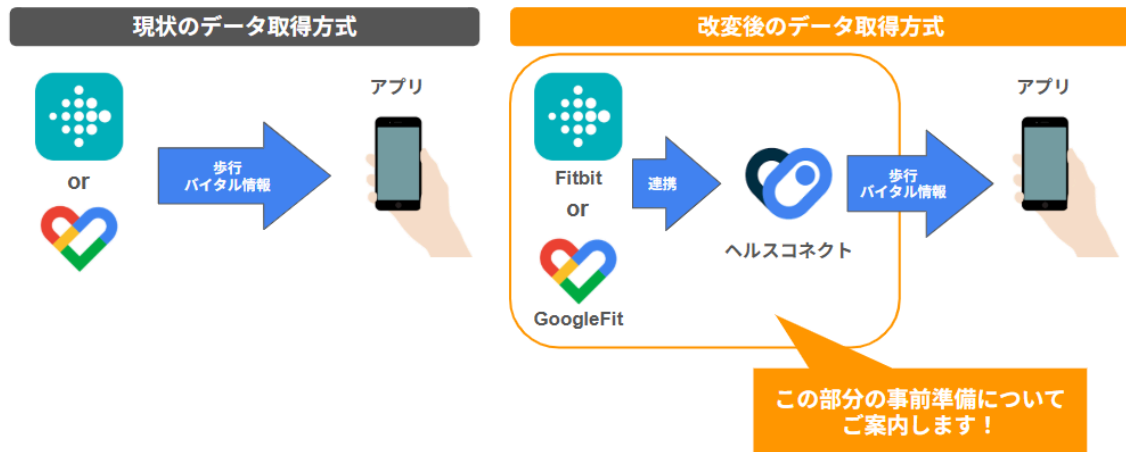 現状のデータ取得方式
アプリ
or
歩行
バイタル情報
改変後のデータ取得方式
Fitbit
or
GoogleFit
連携
ヘルスコネクト
歩行
バイタル情報
アプリ
この部分の事前準備について
ご案内します！